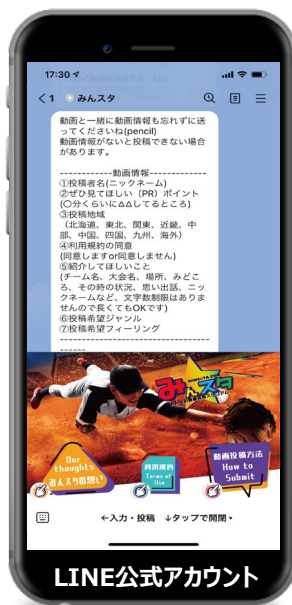 17:30
1 みんスタ
動画と一緒に動画情報も忘れずに送
ってくださいね(pencil)
動画情報がないと投稿できない場合
があります。
------------動画情報-------------
①投稿者名(ニックネーム)
②ぜひ見てほしい（PR）ポイント
(〇分くらいに△△してるところ)
③投稿地域
（北海道、東北、関東、近畿、中
部、中国、四国、九州、海外）
④利用規約の同意
(同意しますor同意しません)
⑤紹介してほしいこと
(チーム名、大会名、場所、みどこ
ろ、その時の状況、思い出話、ニッ
クネームなど、文字数制限はありま
せんので長くてもOKです)
⑥投稿希望ジャンル
⑦投稿希望フィーリング
-----------------------------------
------
みんスタ
Our
thoughts
みんスタの想い
利用規約
Terms of
Use
動画投稿方法
How to
Submit
←入力・投稿 ↓タップで開閉▾
LINE公式アカウント